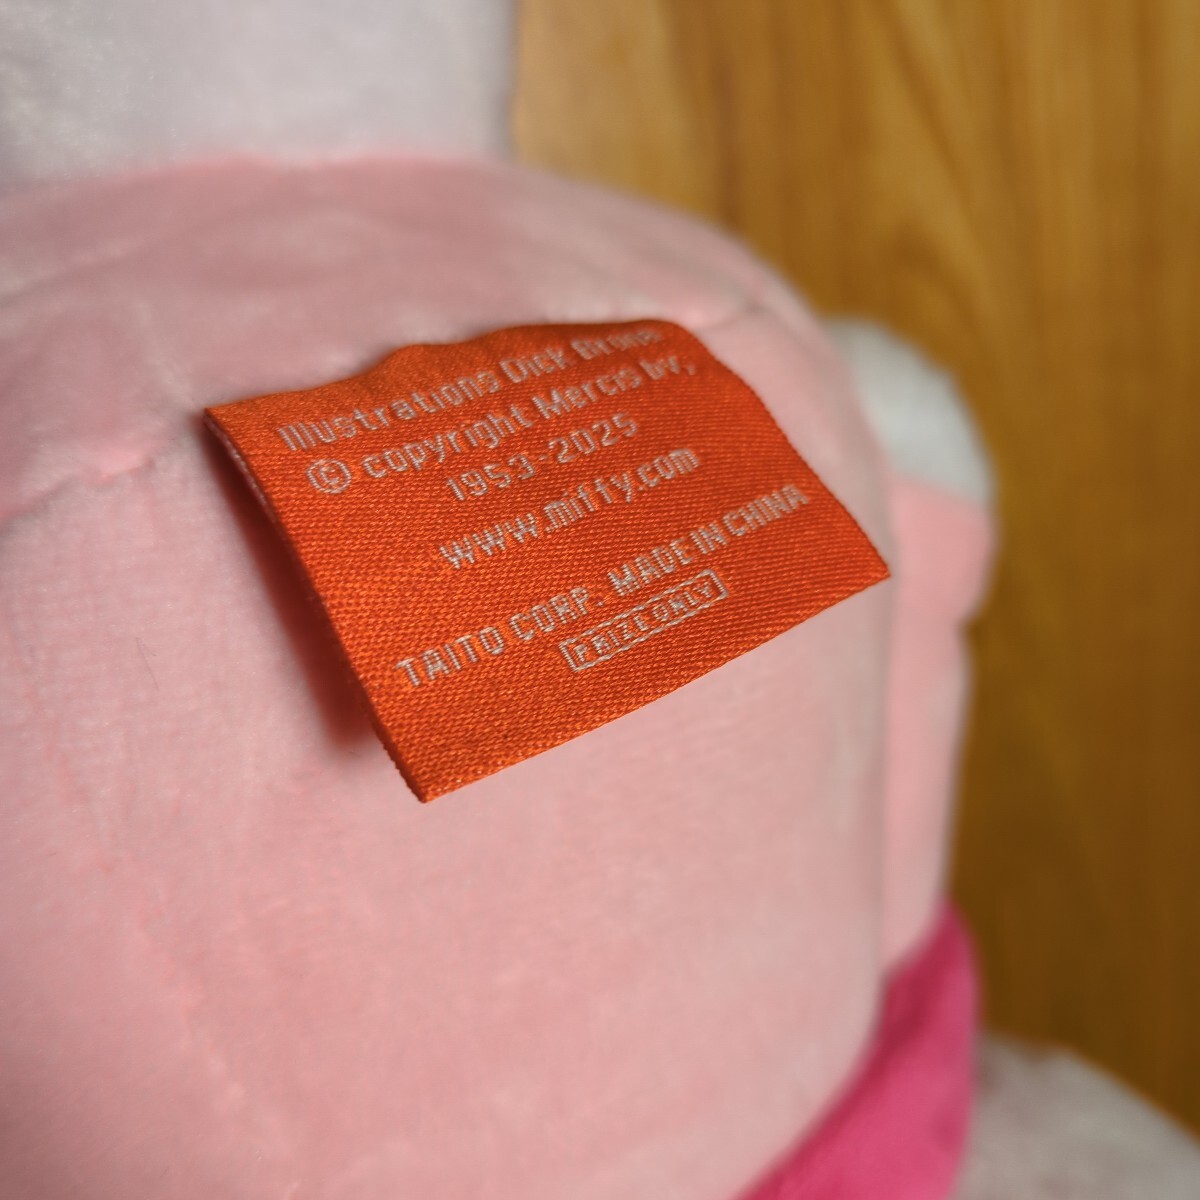 Illustrations Dick Bruna
© copyright Mercis bv,
1953-2025
www.miffy.com
TAITO CORP. MADE IN CHINA
PRIZE ONLY